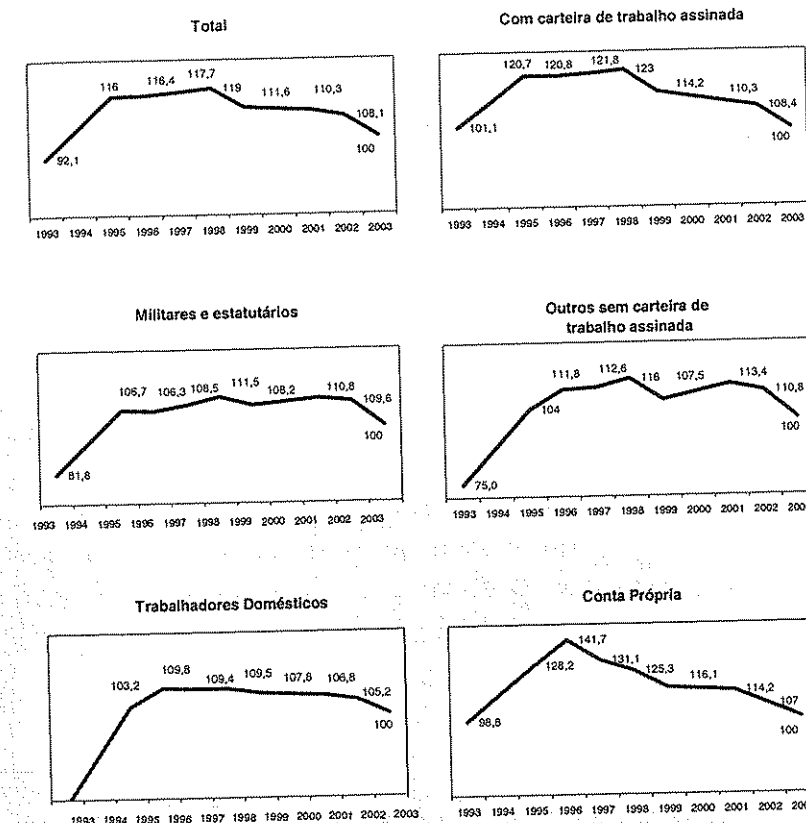 Total
116 116,4 117,7 119 111,6 110,3 108,1
92,1 100
1993 1994 1995 1996 1997 1998 1999 2000 2001 2002 2003
Com carteira de trabalho assinada
120,7 120,8 121,8 123 114,2 110,3 108,4
101,1 100
1993 1994 1995 1996 1997 1998 1999 2000 2001 2002 2003
Militares e estatutários
106,7 106,3 108,5 111,5 108,2 110,8 109,6
81,8 100
1993 1994 1995 1996 1997 1998 1999 2000 2001 2002 2003
Outros sem carteira de
trabalho assinada
104 111,8 112,6 116 107,5 113,4 110,8
75,0 100
1993 1994 1995 1996 1997 1998 1999 2000 2001 2002
Trabalhadores Domésticos
103,2 109,8 109,4 109,5 107,8 106,8 105,2
100
1993 1994 1995 1996 1997 1998 1999 2000 2001 2002 2003
Conta Própria
128,2 141,7 131,1 125,3 116,1 114,2 107
98,8 100
1993 1994 1995 1996 1997 1998 1999 2000 2001 2002